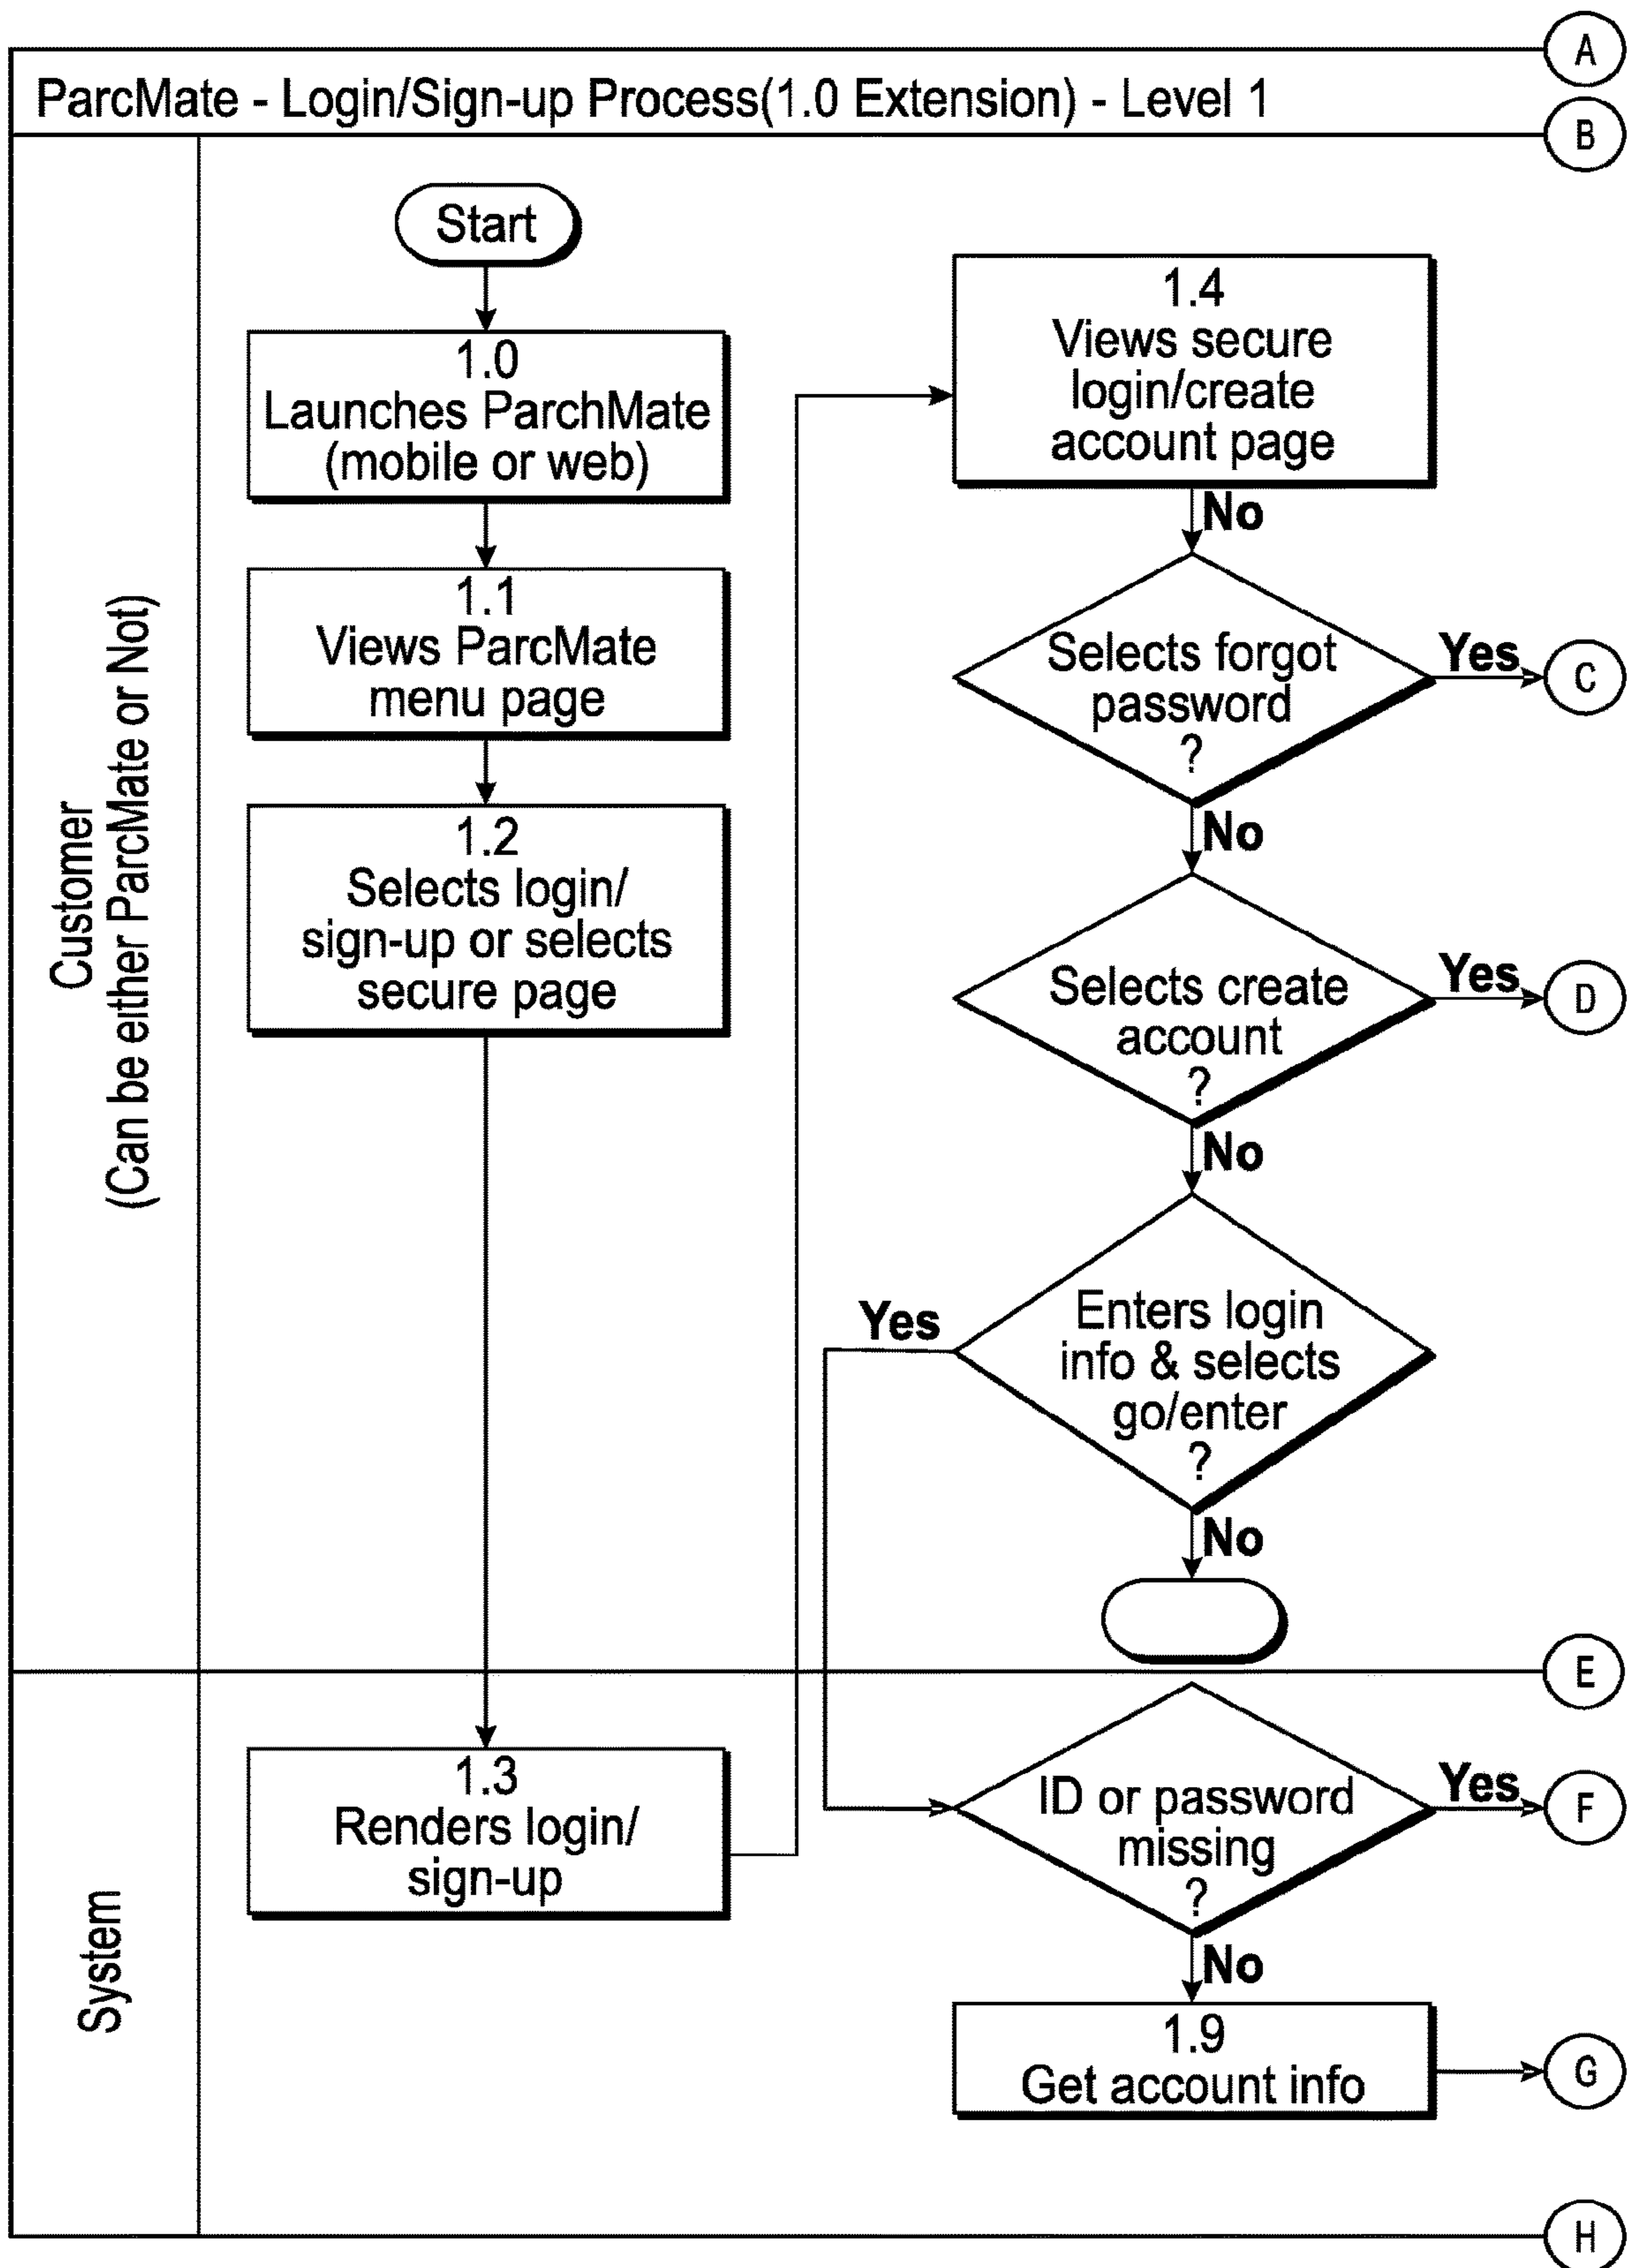 A
ParcMate - Login/Sign-up Process(1.0 Extension) - Level 1
B
Customer
(Can be either ParcMate or Not)
Start
1.0
Launches ParchMate
(mobile or web)
1.1
Views ParcMate
menu page
1.2
Selects login/
sign-up or selects
secure page
1.4
Views secure
login/create
account page
No
Selects forgot
password
?
Yes
C
No
Selects create
account
?
Yes
D
No
Enters login
info & selects
go/enter
?
Yes
No
E
System
1.3
Renders login/
sign-up
ID or password
missing
?
Yes
F
No
1.9
Get account info
G
H